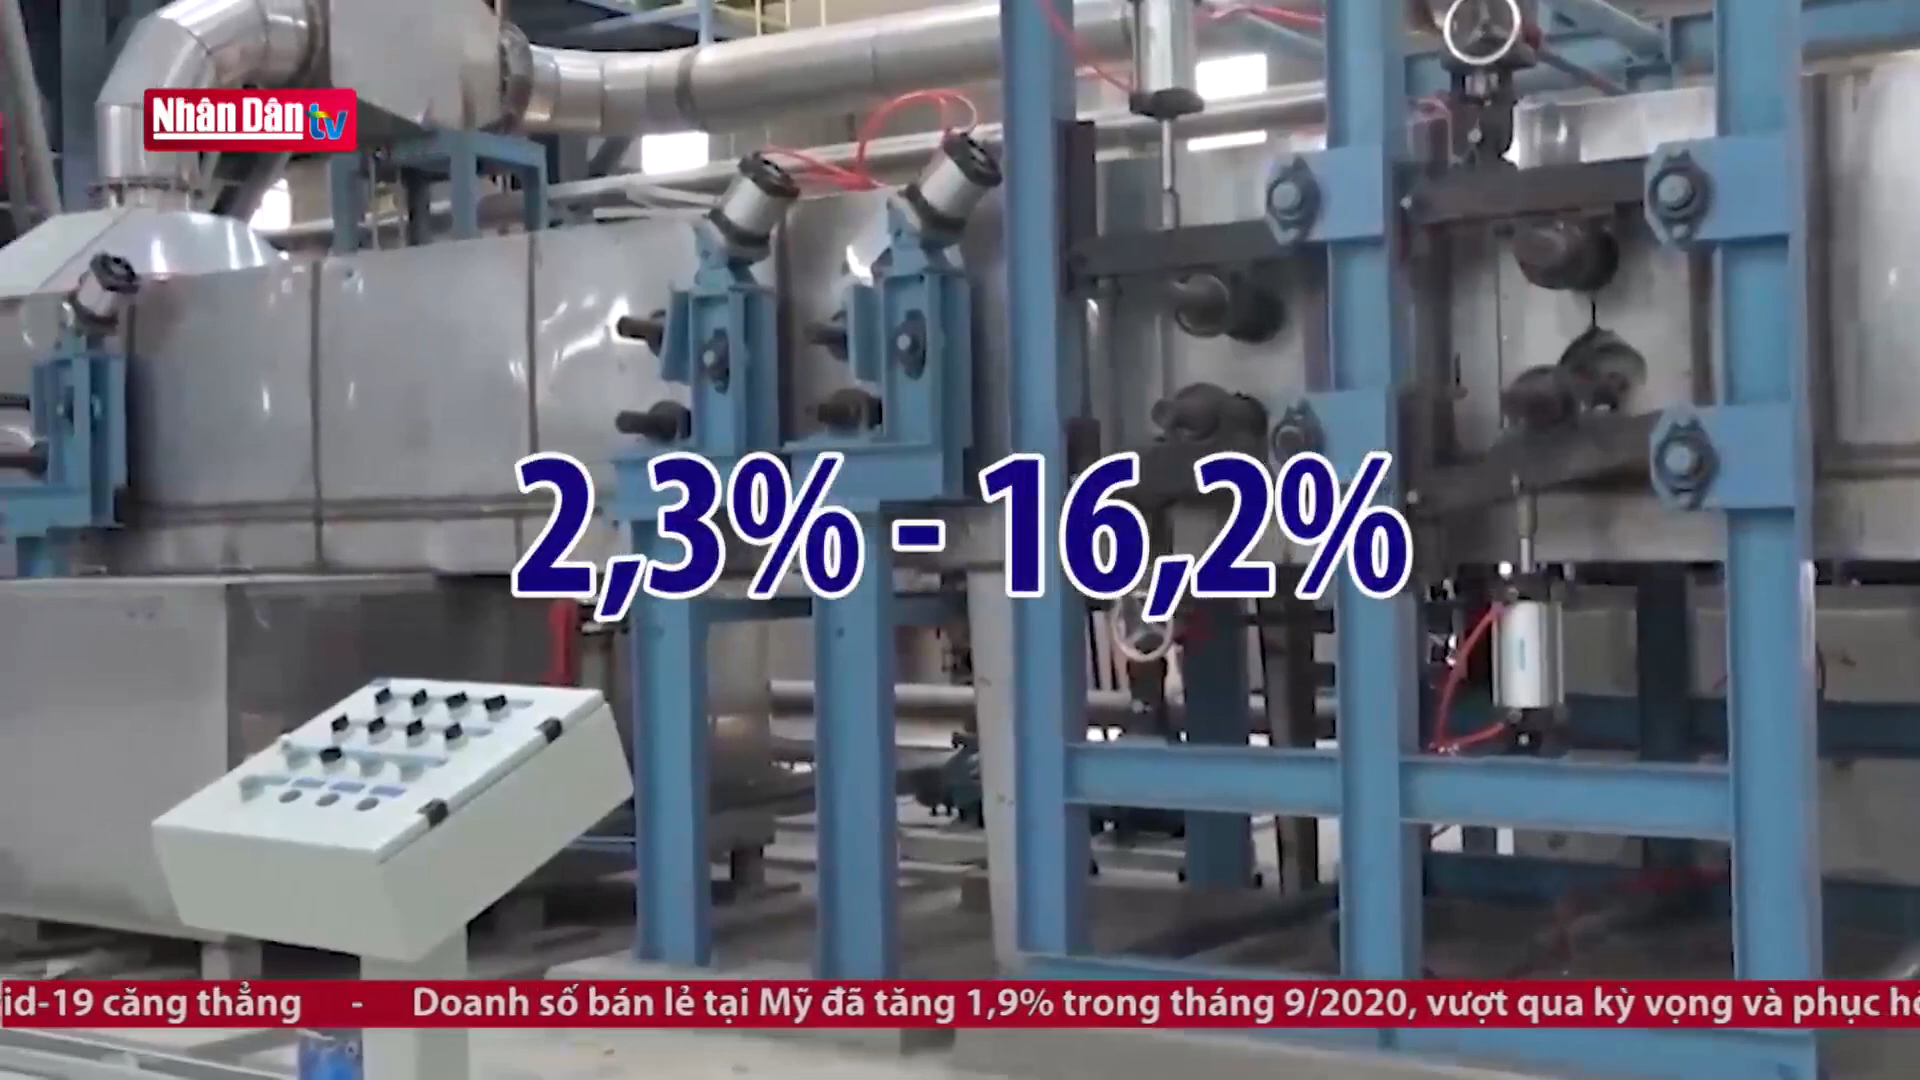 Nhân Dân tv
2,3% - 16,2%
id-19 căng thẳng - Doanh số bán lẻ tại Mỹ đã tăng 1,9% trong tháng 9/2020, vượt qua kỳ vọng và phục